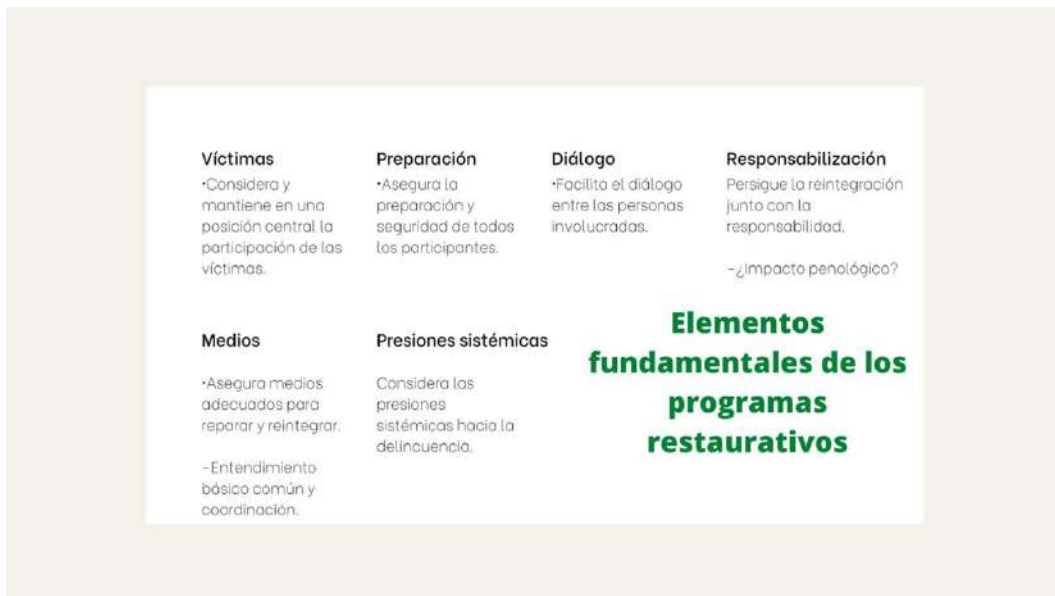 Víctimas
•Considera y
mantiene en una
posición central la
participación de las
víctimas.
Preparación
•Asegura la
preparación y
seguridad de todos
los participantes.
Diálogo
•Facilita el diálogo
entre las personas
involucradas.
Responsabilización
Persigue la reintegración
junto con la
responsabilidad.
-¿Impacto penológico?
Medios
•Asegura medios
adecuados para
reparar y reintegrar.
-Entendimiento
básico común y
coordinación.
Presiones sistémicas
Considera las
presiones
sistémicas hacia la
delincuencia.
Elementos
fundamentales de los
programas
restaurativos